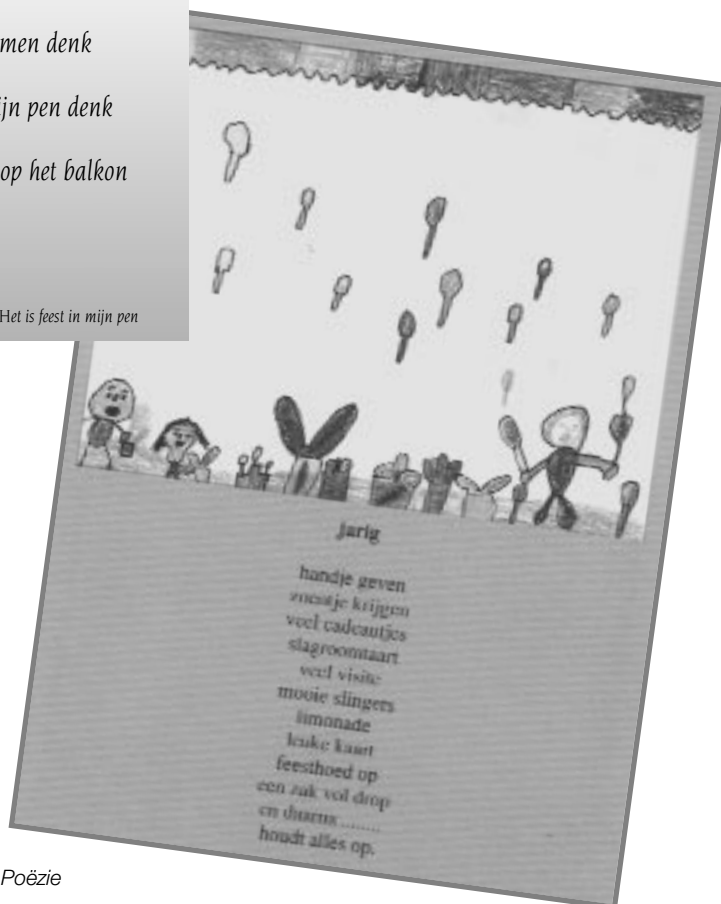 men denk
ijn pen denk
op het balkon
Het is feest in mijn pen
jarig
handje geven
zoentje krijgen
veel cadeautjes
slagroomtaart
veel visite
mooie slingers
limonade
leuke kaart
feesthoed op
een zak vol drop
en daarna ........
houdt alles op.
Poëzie